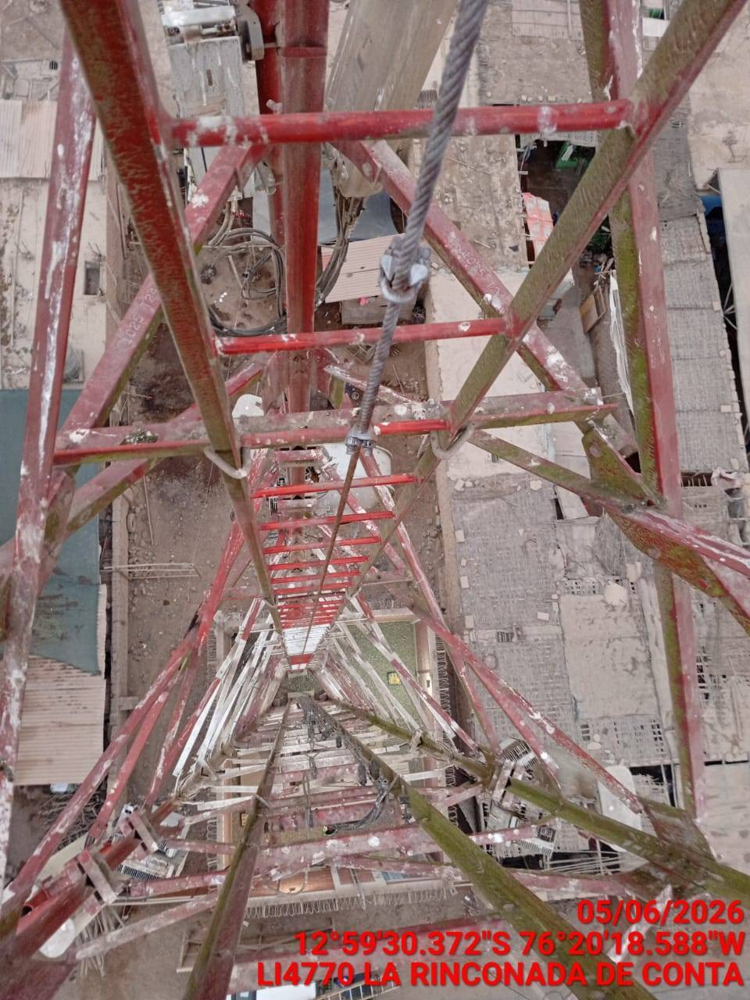 05/06/2026
12°59'30.372"S 76°20'18.588"W
LI4770 LA RINCONADA DE CONTA